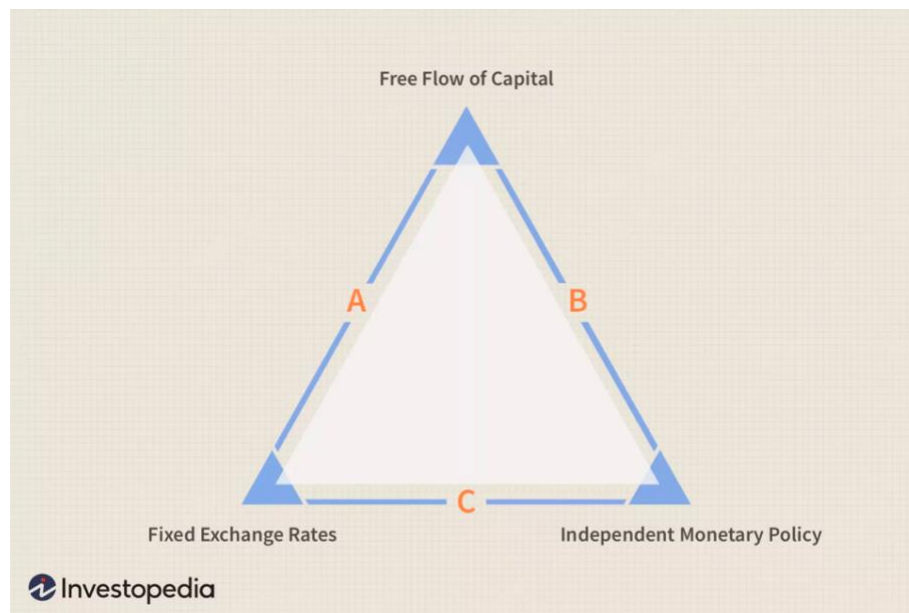 Free Flow of Capital
A
B
C
Fixed Exchange Rates
Independent Monetary Policy
Investopedia